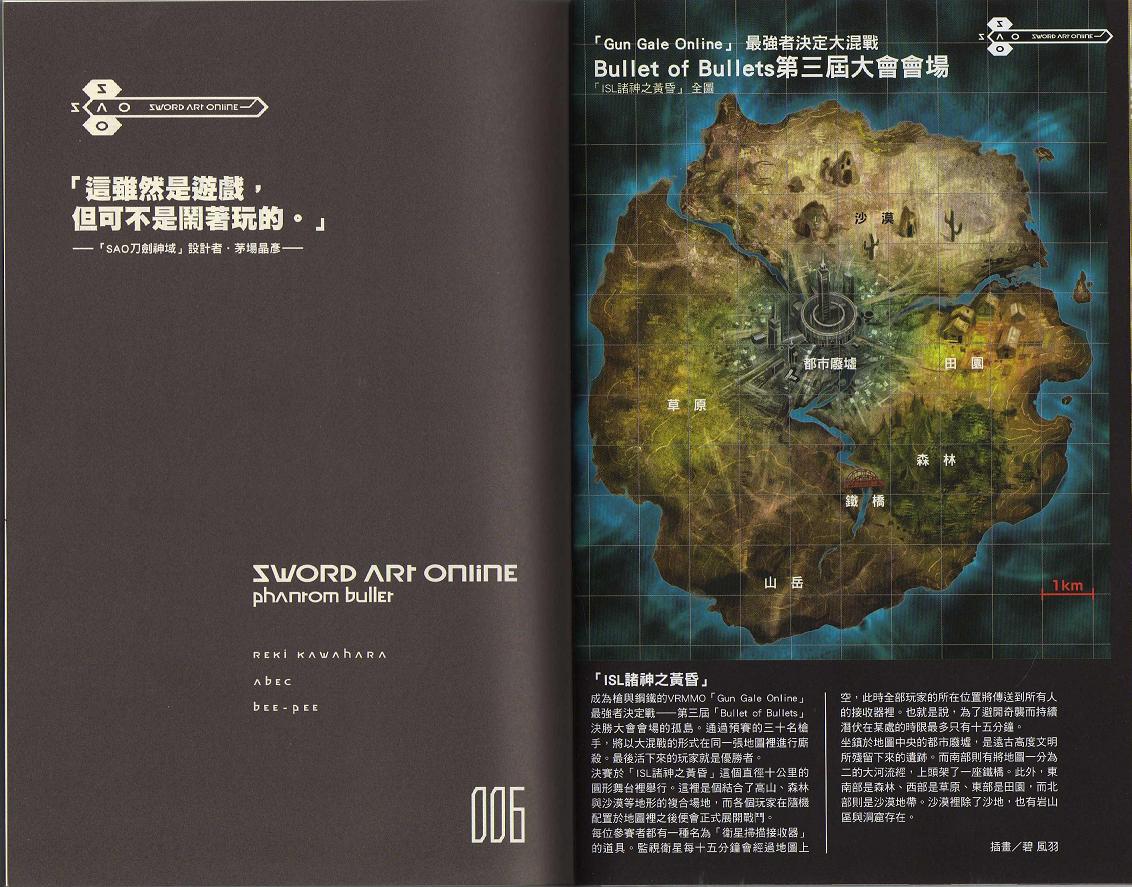 SAO
SWORD ART ONLINE
「這雖然是遊戲，
但可不是鬧著玩的。」
——「SAO刀劍神域」設計者・茅場晶彥——
SWORD ART ONLINE
phantom bullet
REKI KAWAHARA
abec
bee-pee
006
「Gun Gale Online」 最強者決定大混戰
Bullet of Bullets第三屆大會會場
「ISL諸神之黃昏」 全圖
SAO
SWORD ART ONLINE
沙 漠
都市廢墟
田 園
草 原
森 林
鐵 橋
山 岳
1km
「ISL諸神之黃昏」
成為槍與鋼鐵的VRMMO「Gun Gale Online」
最強者決定戰——第三屆「Bullet of Bullets」
決勝大會會場的孤島。通過預賽的三十名槍
手，將以大混戰的形式在同一張地圖裡進行廝
殺。最後活下來的玩家就是優勝者。
決賽於「ISL諸神之黃昏」這個直徑十公里的
圓形舞台裡舉行。這裡是個結合了高山、森林
與沙漠等地形的複合場地，而各個玩家在隨機
配置於地圖裡之後便會正式展開戰鬥。
每位參賽者都有一種名為「衛星掃描接收器」
的道具。監視衛星每十五分鐘會經過地圖上
空，此時全部玩家的所在位置將傳送到所有人
的接收器裡。也就是說，為了避開奇襲而持續
潛伏在某處的時限最多只有十五分鐘。
坐鎮於地圖中央的都市廢墟，是遠古高度文明
所殘留下來的遺跡。而南部則有將地圖一分為
二的大河流經，上頭架了一座鐵橋。此外，東
南部是森林、西部是草原、東部是田園，而北
部則是沙漠地帶。沙漠裡除了沙地，也有岩山
區與洞窟存在。
插畫／碧 風羽